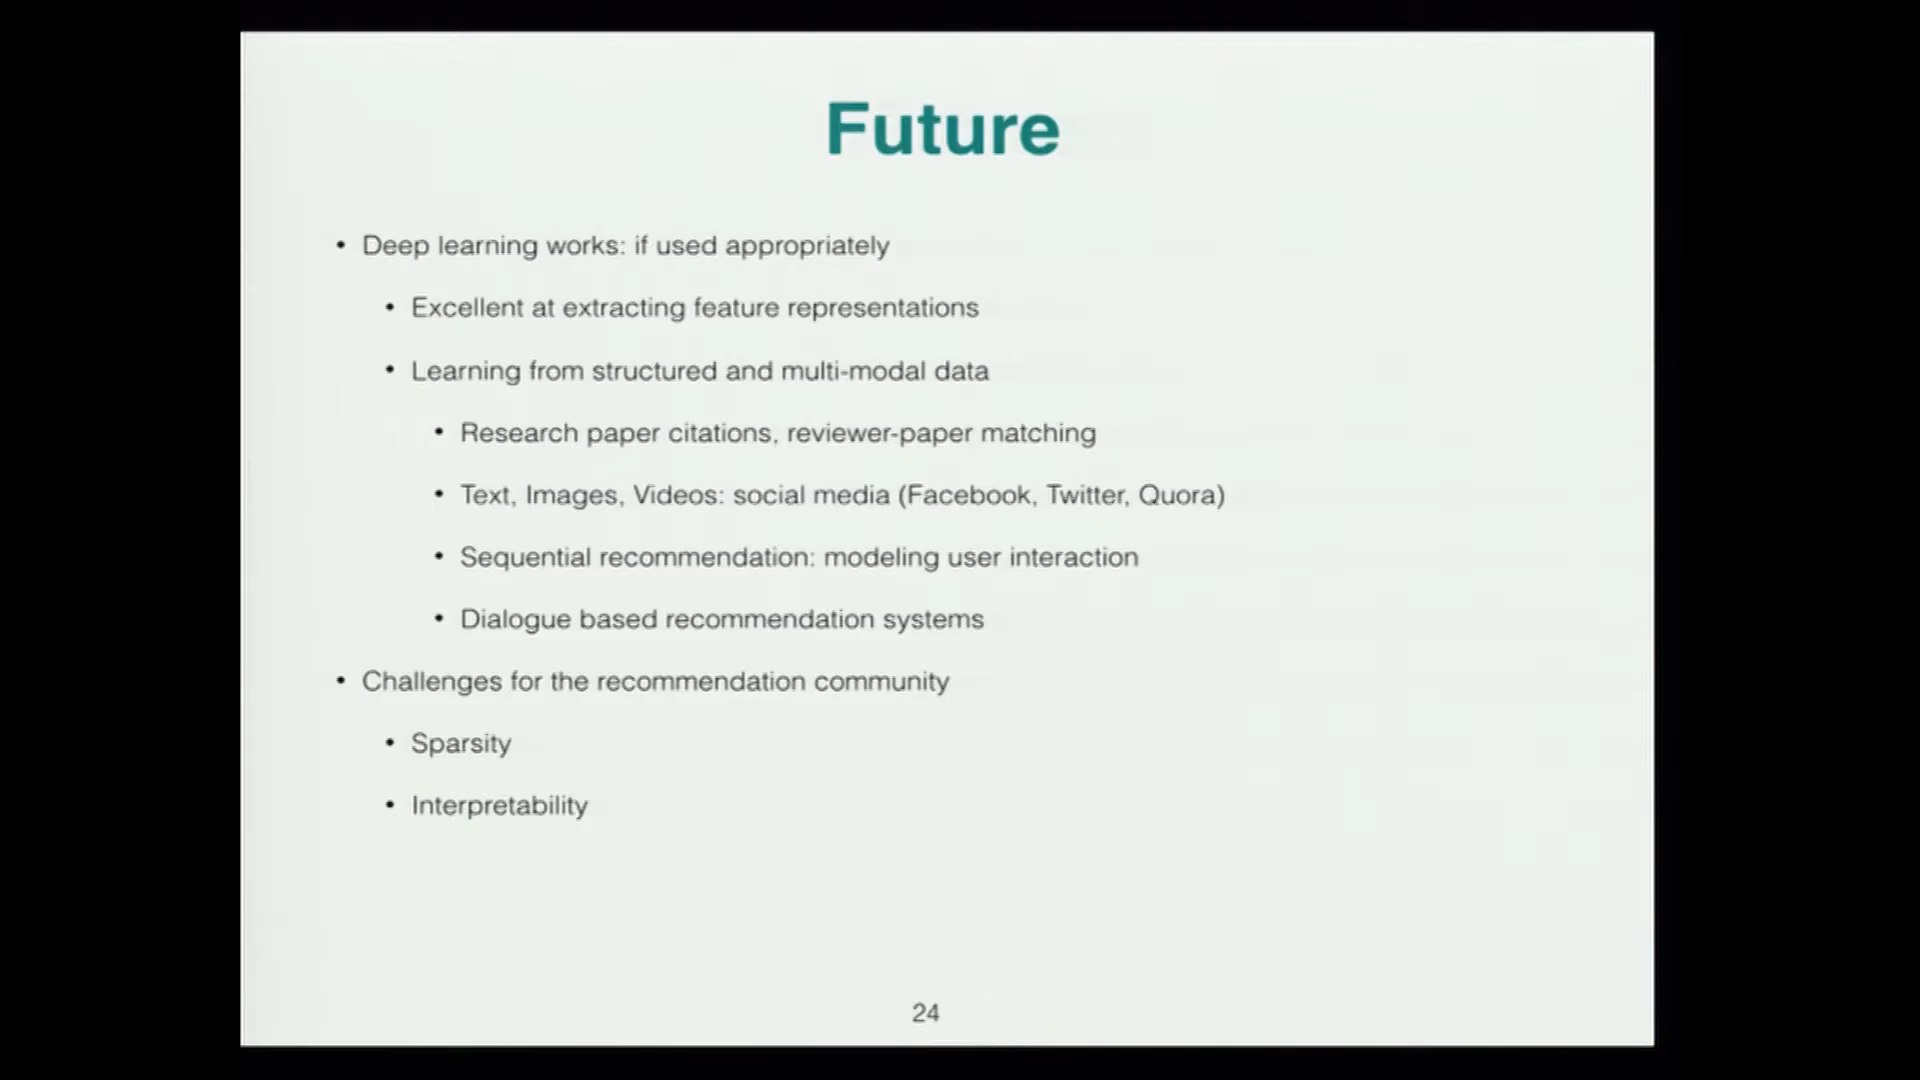 Future
• Deep learning works: if used appropriately
• Excellent at extracting feature representations
• Learning from structured and multi-modal data
• Research paper citations, reviewer-paper matching
• Text, Images, Videos: social media (Facebook, Twitter, Quora)
• Sequential recommendation: modeling user interaction
• Dialogue based recommendation systems
• Challenges for the recommendation community
• Sparsity
• Interpretability
24